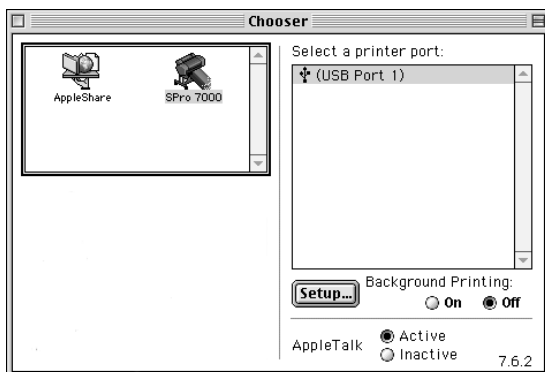 Chooser
AppleShare
SPro 7000
Select a printer port:
(USB Port 1)
Setup...
Background Printing:
On Off
AppleTalk
Active
Inactive
7.6.2